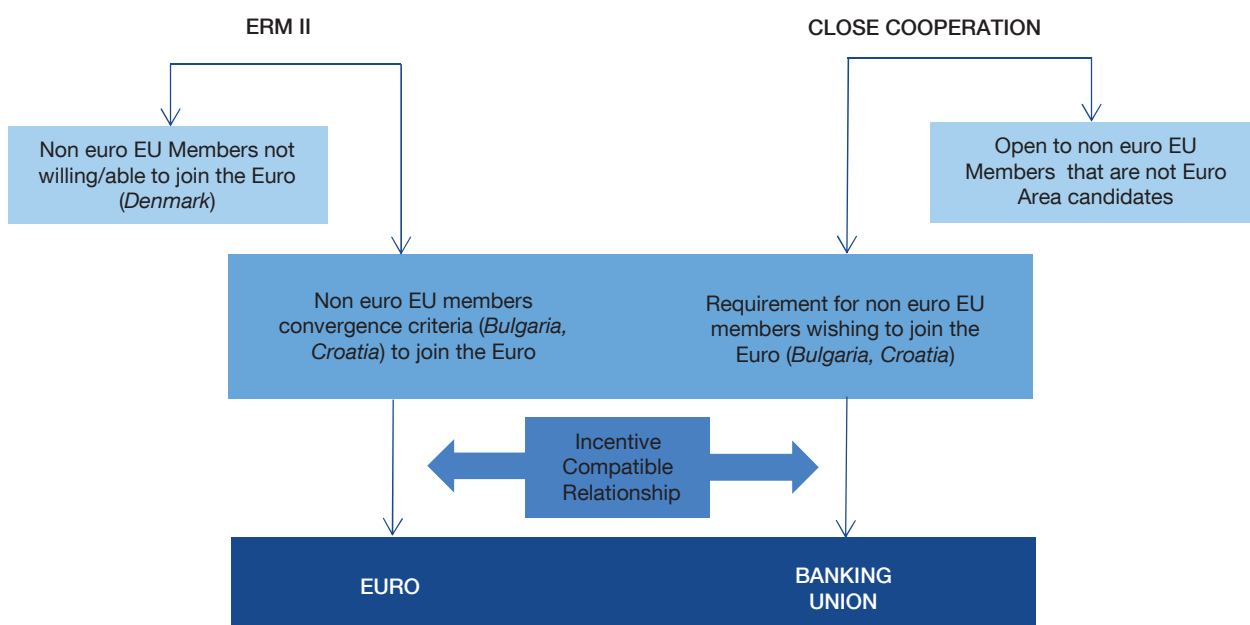 ERM II
CLOSE COOPERATION
Non euro EU Members not
willing/able to join the Euro
(Denmark)
Open to non euro EU
Members that are not Euro
Area candidates
Non euro EU members
convergence criteria (Bulgaria,
Croatia) to join the Euro
Requirement for non euro EU
members wishing to join the
Euro (Bulgaria, Croatia)
Incentive
Compatible
Relationship
EURO
BANKING
UNION